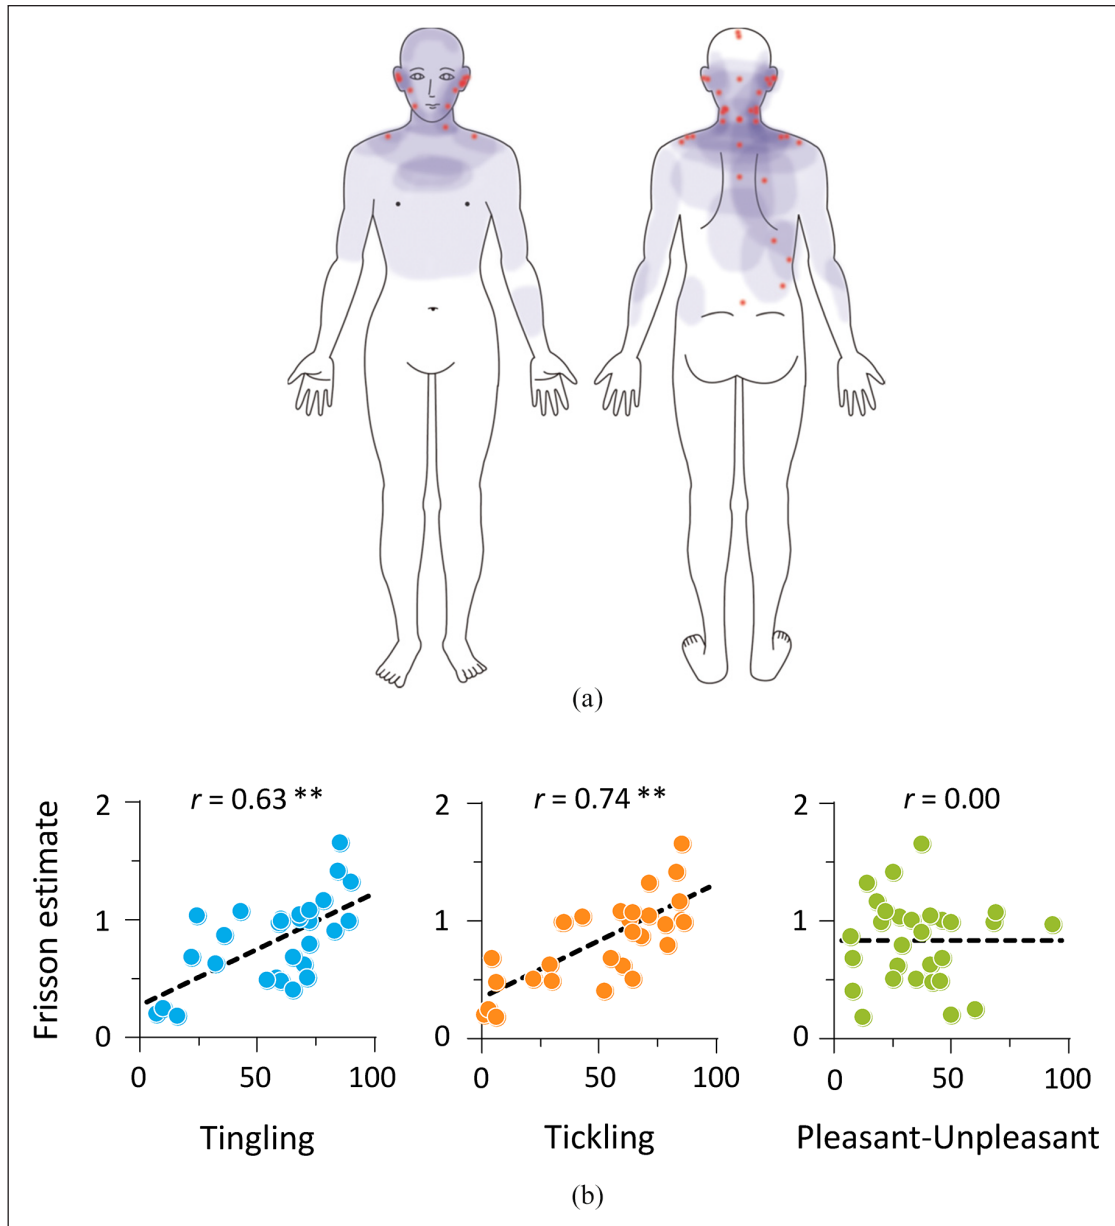 (a)
r = 0.63 **
r = 0.74 **
r = 0.00
Frisson estimate
2
1
0
0
50
100
Tingling
2
1
0
0
50
100
Tickling
2
1
0
0
50
100
Pleasant-Unpleasant
(b)